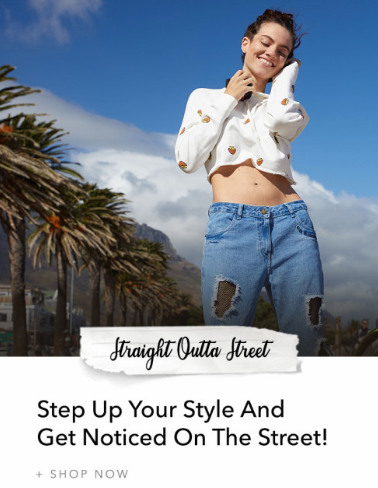 Straight Outta Street
Step Up Your Style And
Get Noticed On The Street!
+ SHOP NOW